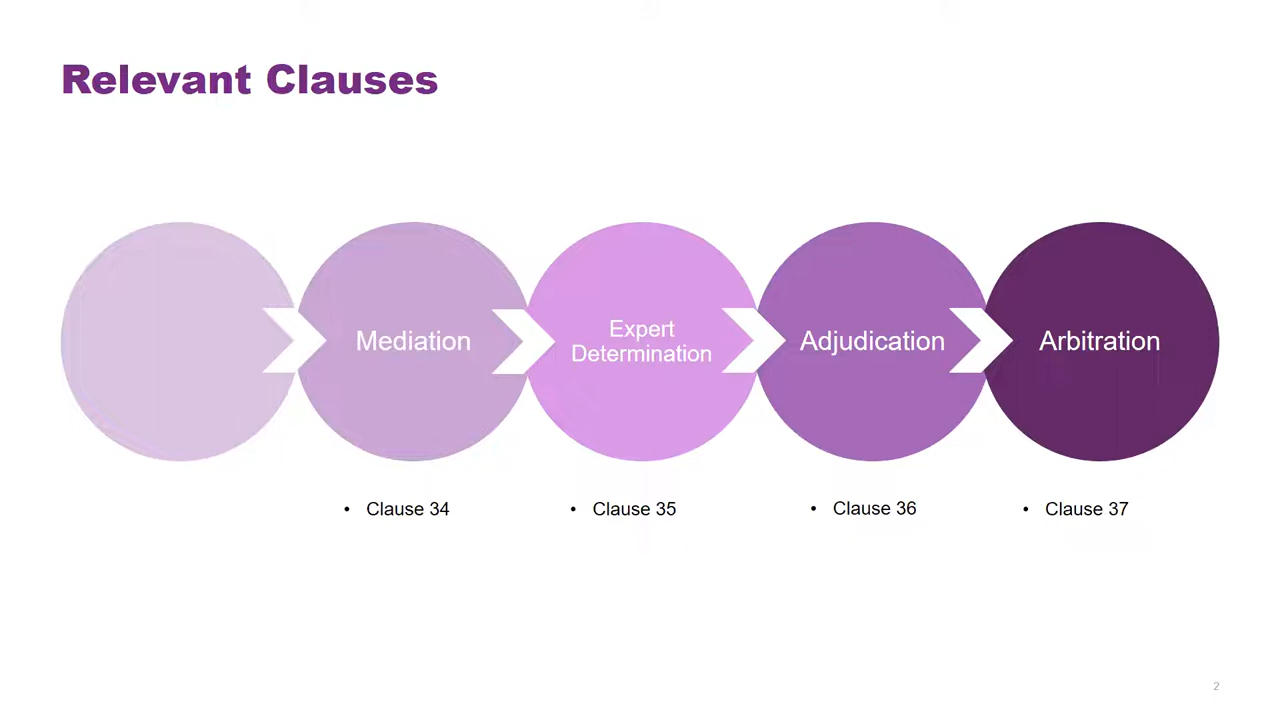 Relevant Clauses
Mediation
Expert
Determination
Adjudication
Arbitration
• Clause 34
• Clause 35
• Clause 36
• Clause 37
2